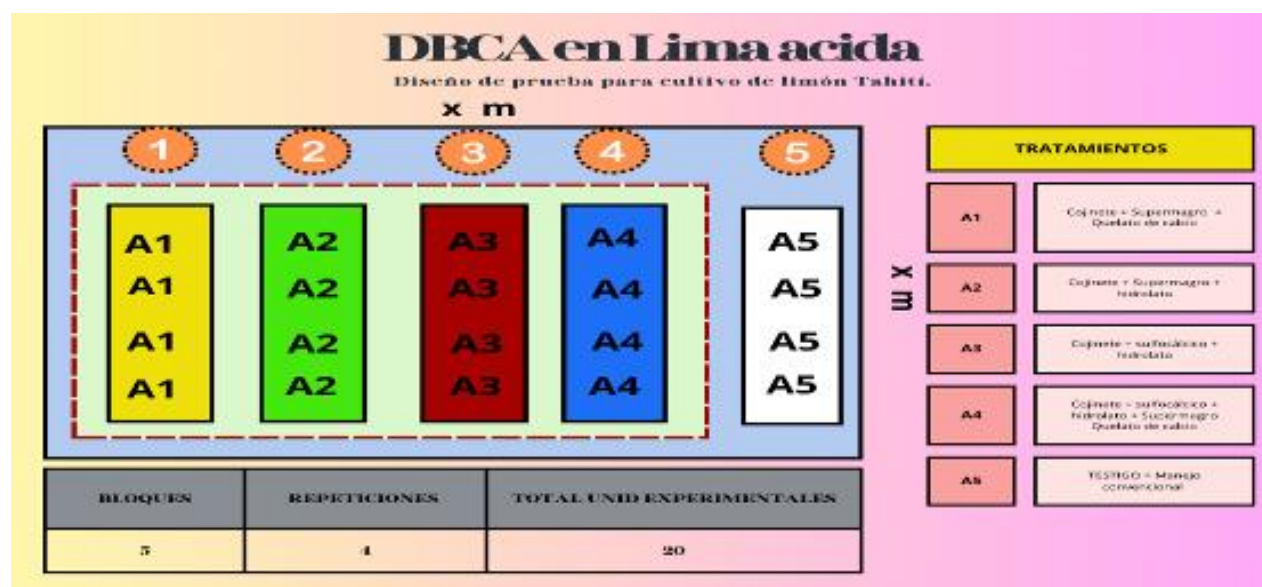 DBCA en Lima acida
Diseño de prueba para cultivo de limón Tahití.
x m
1 2 3 4 5
A1 A2 A3 A4 A5
A1 A2 A3 A4 A5
A1 A2 A3 A4 A5
A1 A2 A3 A4 A5
x m
BLOQUES REPETICIONES TOTAL UNID EXPERIMENTALES
5 4 20
TRATAMIENTOS
A1
Cojinete + Supermagro +
Quelato de calcio
A2
Cojinete + Supermagro +
hidrolato
A3
Cojinete + sulfocálcico +
hidrolato
A4
Cojinete + sulfocálcico +
hidrolato + Supermagro
Quelato de calcio
A5
TESTIGO = Manejo
convencional